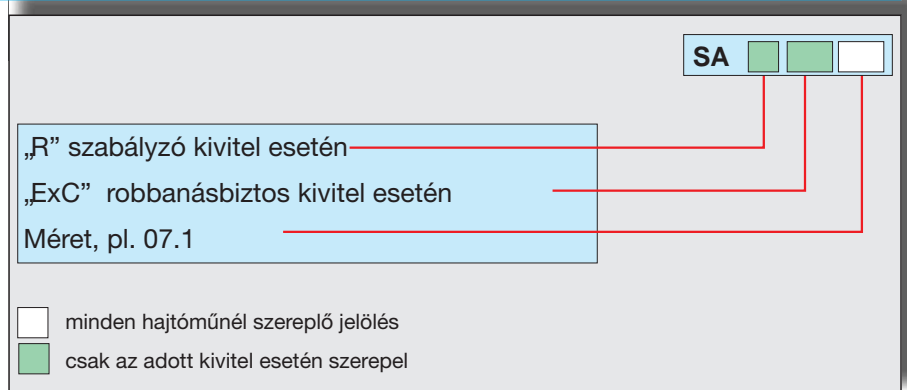 SA
„R” szabályzó kivitel esetén
„ExC” robbanásbiztos kivitel esetén
Méret, pl. 07.1
minden hajtóműnél szereplő jelölés
csak az adott kivitel esetén szerepel